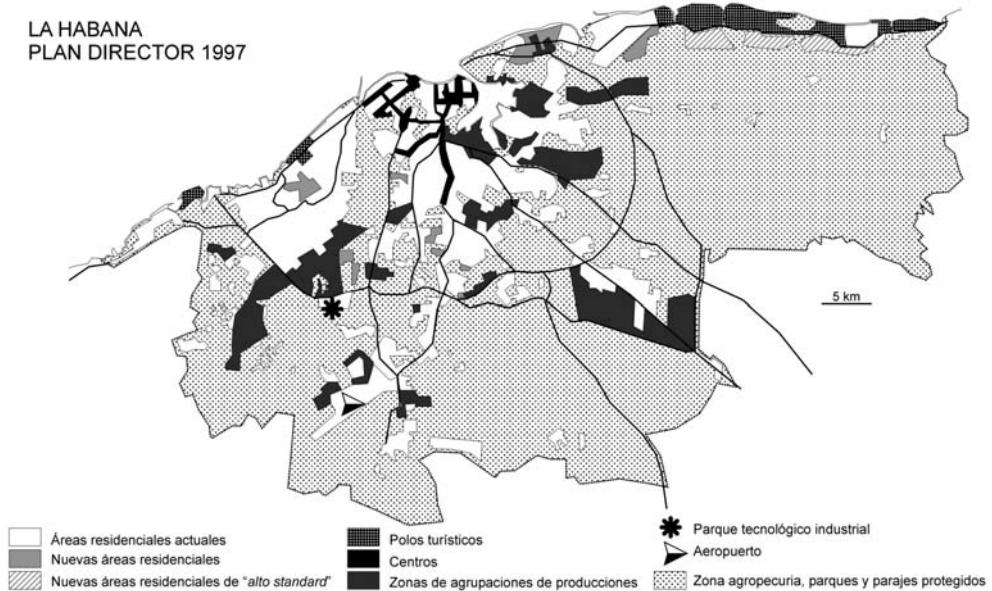 LA HABANA
PLAN DIRECTOR 1997
5 km
Áreas residenciales actuales
Nuevas áreas residenciales
Nuevas áreas residenciales de “alto standard”
Polos turísticos
Centros
Zonas de agrupaciones de producciones
Parque tecnológico industrial
Aeropuerto
Zona agropecuria, parques y parajes protegidos